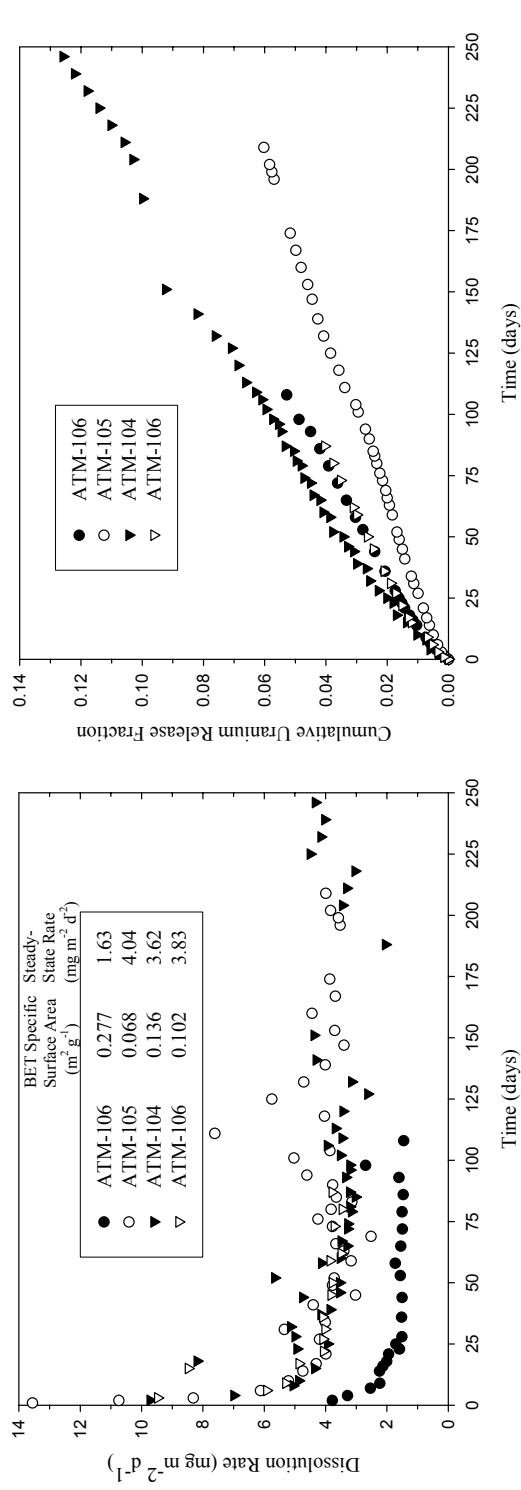 14
12
10
8
6
4
2
0
Dissolution Rate (mg m-2 d-1)
0 25 50 75 100 125 150 175 200 225 250
Time (days)
BET Specific Steady-
Surface Area State Rate
(m2 g-1) (mg m-2 d-2)
ATM-106 0.277 1.63
ATM-105 0.068 4.04
ATM-104 0.136 3.62
ATM-106 0.102 3.83
0.14
0.12
0.10
0.08
0.06
0.04
0.02
0.00
Cumulative Uranium Release Fraction
0 25 50 75 100 125 150 175 200 225 250
Time (days)
ATM-106
ATM-105
ATM-104
ATM-106